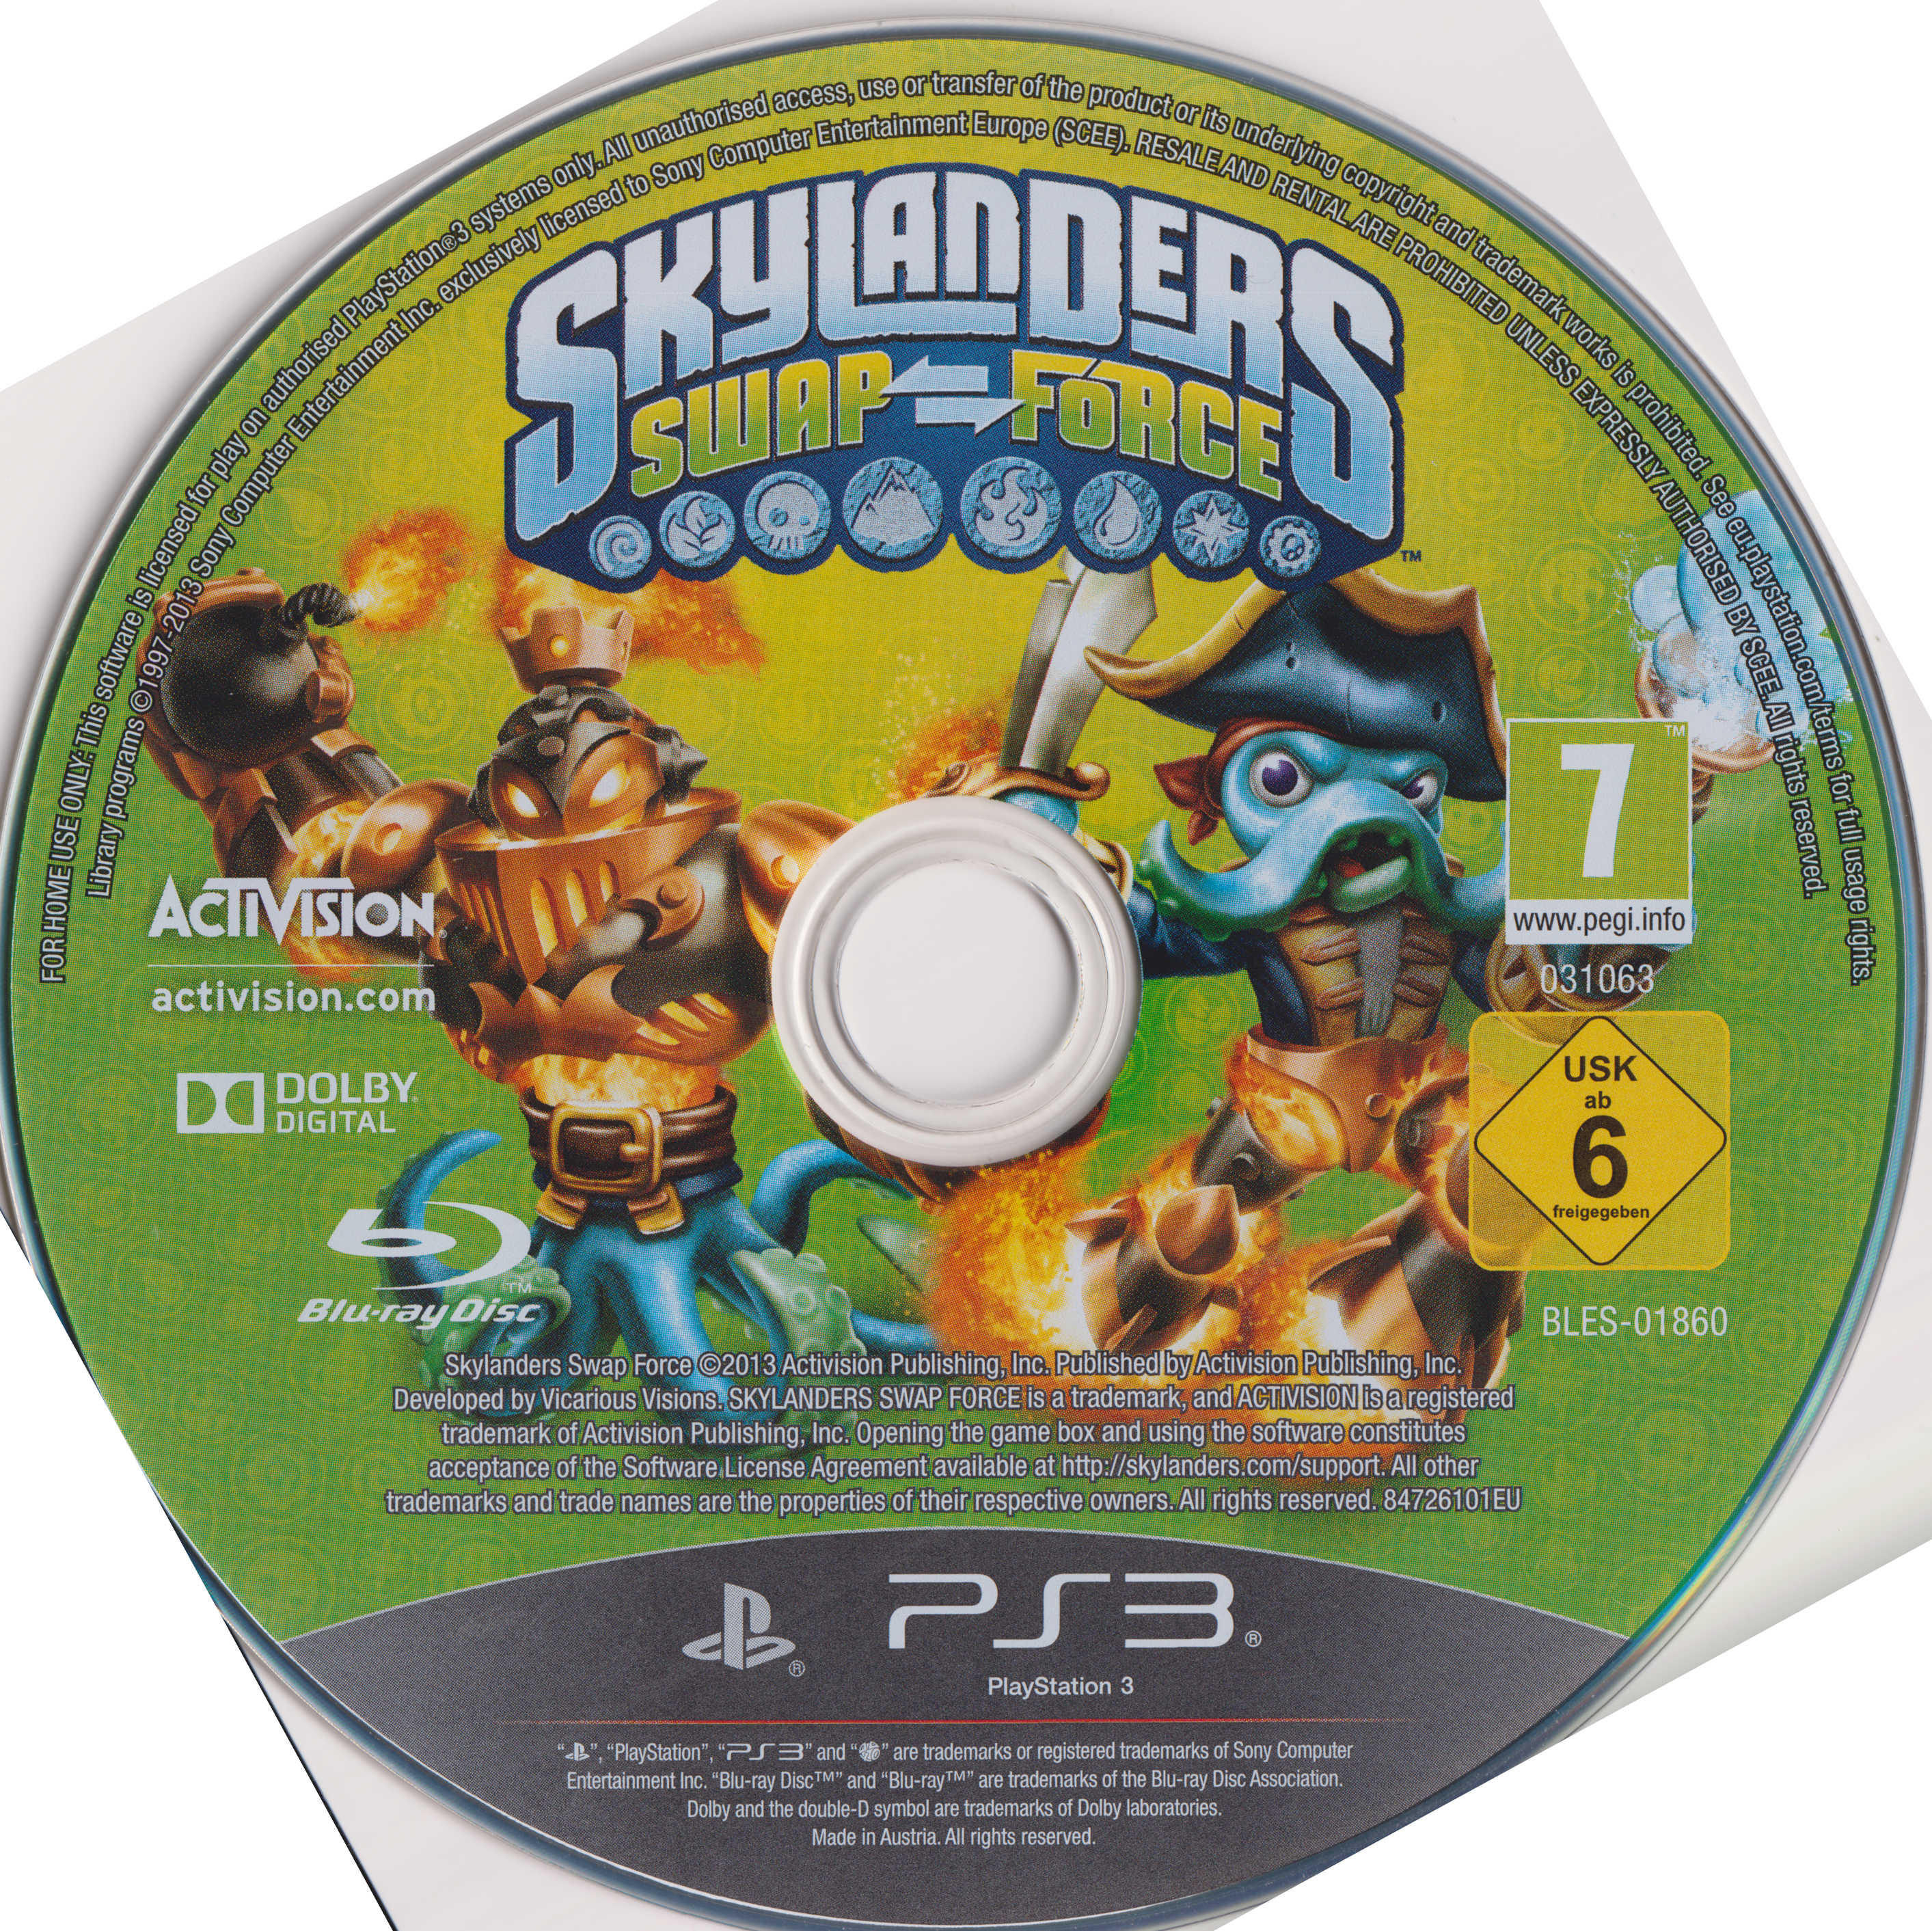 FOR HOME USE ONLY: This software is licensed for play on authorised PlayStation®3 systems only. All unauthorised access, use or transfer of the product or its underlying copyright and trademark works is prohibited. See eu.playstation.com/terms for full usage rights.
Library programs ©1997-2013 Sony Computer Entertainment Inc. exclusively licensed to Sony Computer Entertainment Europe (SCEE). RESALE AND RENTAL ARE PROHIBITED UNLESS EXPRESSLY AUTHORISED BY SCEE. All rights reserved.
SKYLANDERS
SWAP FORCE
™
7™
www.pegi.info
031063
ACTIVISION®
activision.com
DOLBY®
DIGITAL
USK
ab
6
freigegeben
Blu-ray Disc™
BLES-01860
Skylanders Swap Force ©2013 Activision Publishing, Inc. Published by Activision Publishing, Inc.
Developed by Vicarious Visions. SKYLANDERS SWAP FORCE is a trademark, and ACTIVISION is a registered
trademark of Activision Publishing, Inc. Opening the game box and using the software constitutes
acceptance of the Software License Agreement available at http://skylanders.com/support. All other
trademarks and trade names are the properties of their respective owners. All rights reserved. 84726101EU
® PS3®
PlayStation 3
“ ”, “PlayStation”, “PS3” and “ ” are trademarks or registered trademarks of Sony Computer
Entertainment Inc. “Blu-ray Disc™” and “Blu-ray™” are trademarks of the Blu-ray Disc Association.
Dolby and the double-D symbol are trademarks of Dolby laboratories.
Made in Austria. All rights reserved.